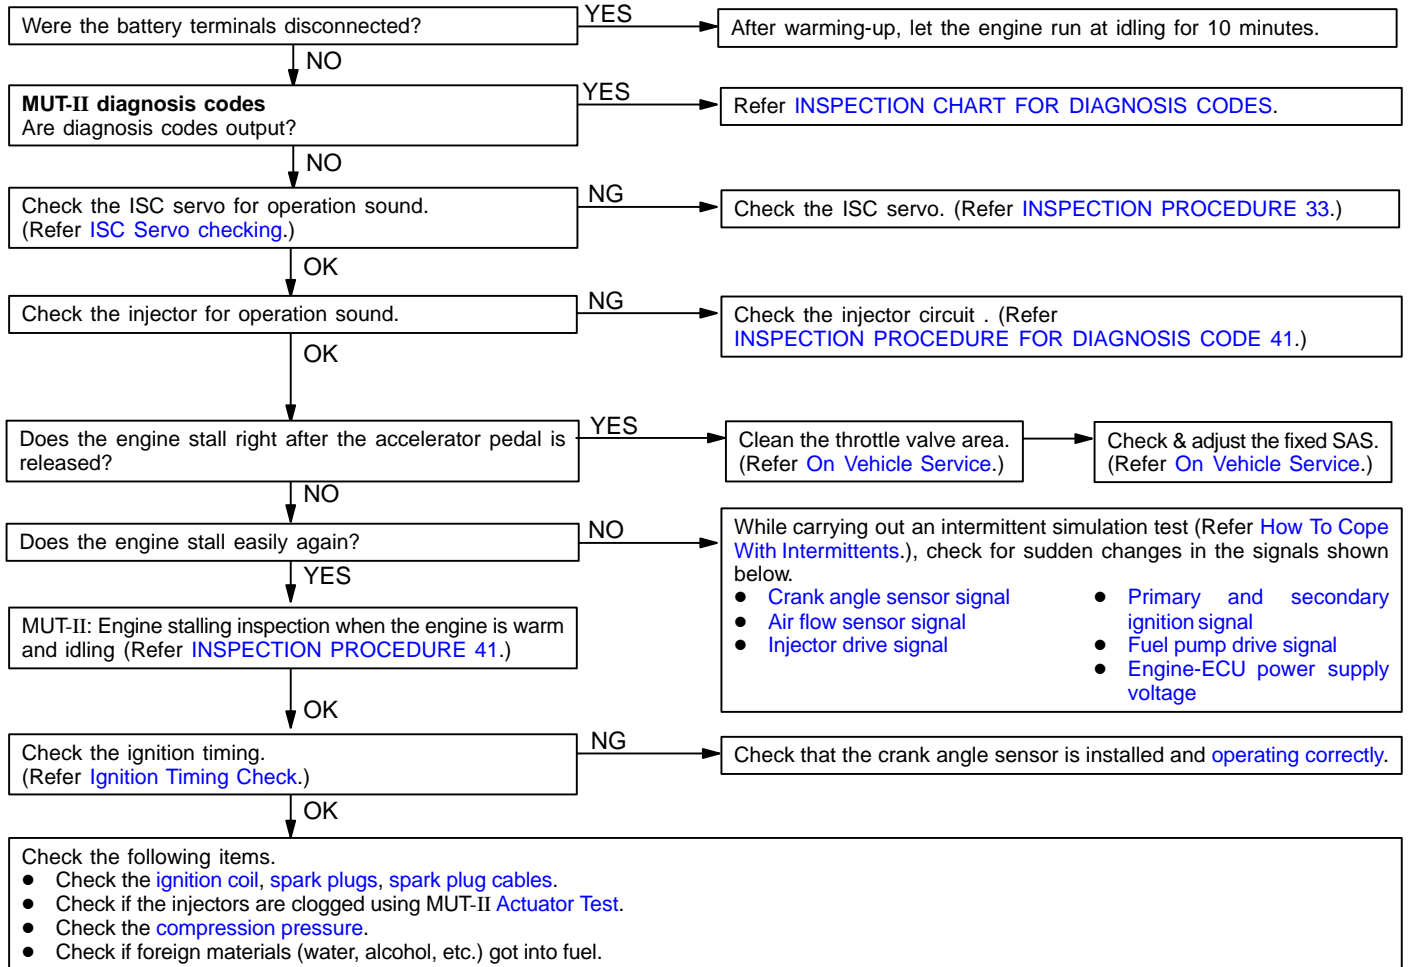 Were the battery terminals disconnected?
YES
After warming-up, let the engine run at idling for 10 minutes.
NO
MUT-II diagnosis codes
Are diagnosis codes output?
YES
Refer INSPECTION CHART FOR DIAGNOSIS CODES.
NO
Check the ISC servo for operation sound.
(Refer ISC Servo checking.)
NG
Check the ISC servo. (Refer INSPECTION PROCEDURE 33.)
OK
Check the injector for operation sound.
NG
Check the injector circuit . (Refer
INSPECTION PROCEDURE FOR DIAGNOSIS CODE 41.)
OK
Does the engine stall right after the accelerator pedal is
released?
YES
Clean the throttle valve area.
(Refer On Vehicle Service.)
Check & adjust the fixed SAS.
(Refer On Vehicle Service.)
NO
Does the engine stall easily again?
NO
While carrying out an intermittent simulation test (Refer How To Cope
With Intermittents.), check for sudden changes in the signals shown
below.
● Crank angle sensor signal
● Air flow sensor signal
● Injector drive signal
● Primary and secondary
ignition signal
● Fuel pump drive signal
● Engine-ECU power supply
voltage
YES
MUT-II: Engine stalling inspection when the engine is warm
and idling (Refer INSPECTION PROCEDURE 41.)
OK
Check the ignition timing.
(Refer Ignition Timing Check.)
NG
Check that the crank angle sensor is installed and operating correctly.
OK
Check the following items.
● Check the ignition coil, spark plugs, spark plug cables.
● Check if the injectors are clogged using MUT-II Actuator Test.
● Check the compression pressure.
● Check if foreign materials (water, alcohol, etc.) got into fuel.